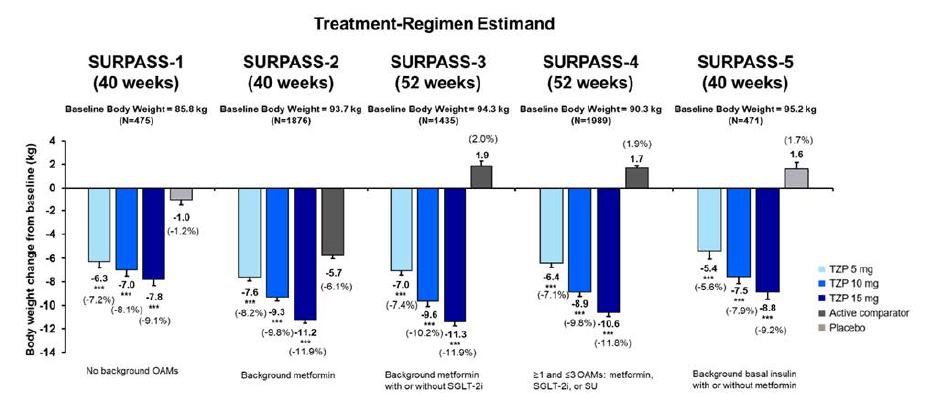 Treatment-Regimen Estimand
SURPASS-1
(40 weeks)
Baseline Body Weight = 85.8 kg
(N=475)
SURPASS-2
(40 weeks)
Baseline Body Weight = 93.7 kg
(N=1876)
SURPASS-3
(52 weeks)
Baseline Body Weight = 94.3 kg
(N=1435)
SURPASS-4
(52 weeks)
Baseline Body Weight = 90.3 kg
(N=1989)
SURPASS-5
(40 weeks)
Baseline Body Weight = 95.2 kg
(N=471)
Body weight change from baseline (kg)
4
2
0
-2
-4
-6
-8
-10
-12
-14
-6.3
***
(-7.2%)
-7.0
***
(-8.1%)
-7.8
***
(-9.1%)
-1.0
(-1.2%)
No background OAMs
-7.6
***
(-8.2%)
-9.3
***
(-9.8%)
-11.2
***
(-11.9%)
-5.7
(-6.1%)
Background metformin
-7.0
***
(-7.4%)
-9.6
***
(-10.2%)
-11.3
***
(-11.9%)
(2.0%)
1.9
Background metformin
with or without SGLT-2i
-6.4
***
(-7.1%)
-8.9
***
(-9.8%)
-10.6
***
(-11.8%)
(1.9%)
1.7
≥1 and ≤3 OAMs: metformin,
SGLT-2i, or SU
-5.4
***
(-5.6%)
-7.5
***
(-7.9%)
-8.8
***
(-9.2%)
(1.7%)
1.6
Background basal insulin
with or without metformin
TZP 5 mg
TZP 10 mg
TZP 15 mg
Active comparator
Placebo